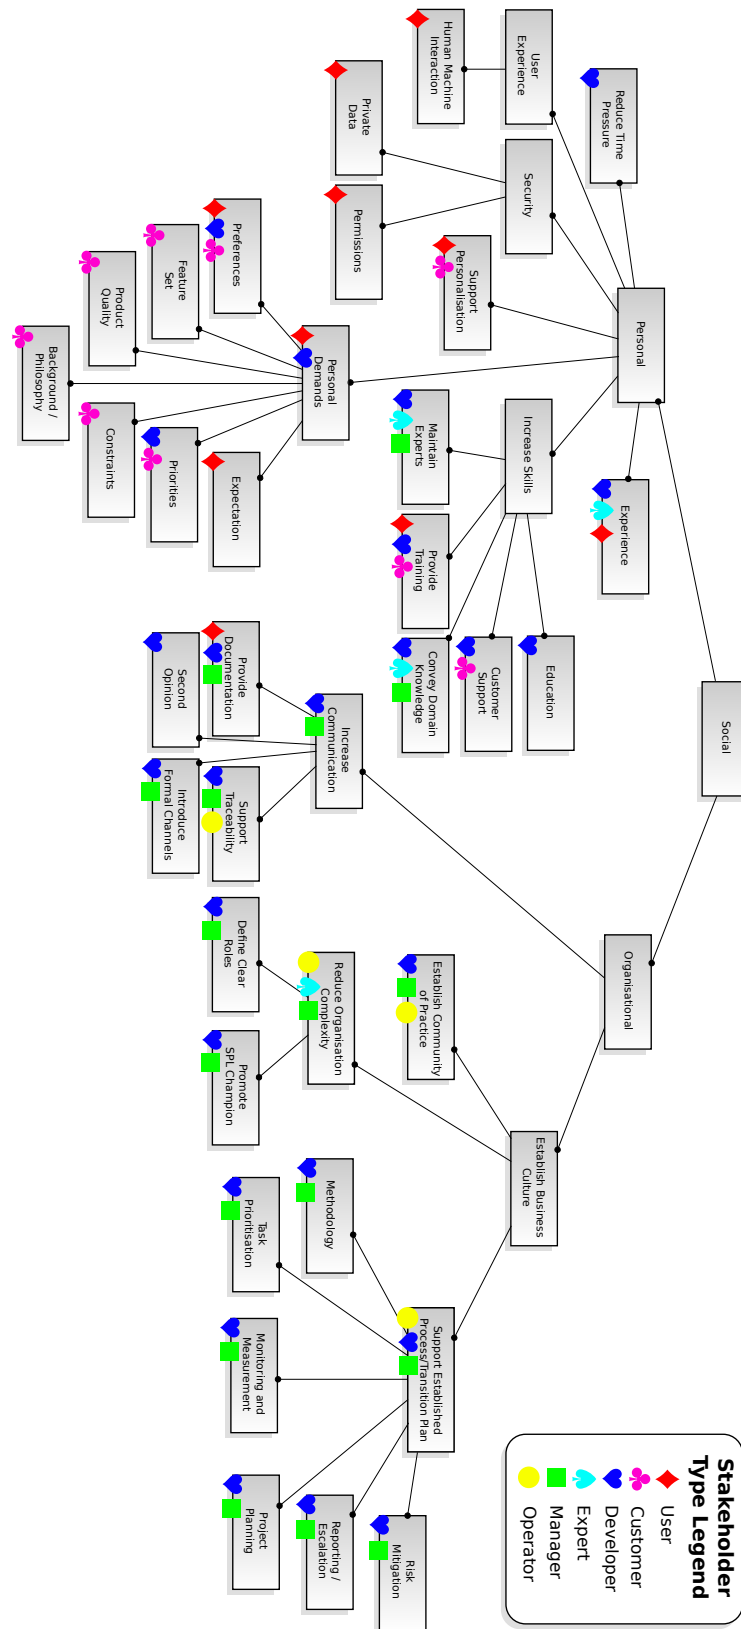 Social
Personal
Organisational
Reduce Time
Pressure
User
Experience
Human Machine
Interaction
Security
Private
Data
Permissions
Support
Personalisation
Personal
Demands
Preferences
Feature
Set
Product
Quality
Background /
Philosophy
Constraints
Priorities
Expectation
Increase Skills
Maintain
Experts
Provide
Training
Convey Domain
Knowledge
Customer
Support
Education
Experience
Increase
Communication
Provide
Documentation
Second
Opinion
Introduce
Formal Channels
Support
Traceability
Establish Business
Culture
Establish Community
of Practice
Reduce Organisation
Complexity
Define Clear
Roles
Promote
SPL Champion
Support Established
Process/Transition Plan
Methodology
Task
Prioritisation
Monitoring and
Measurement
Project
Planning
Reporting /
Escalation
Risk
Mitigation
Stakeholder
Type Legend
User
Customer
Developer
Expert
Manager
Operator